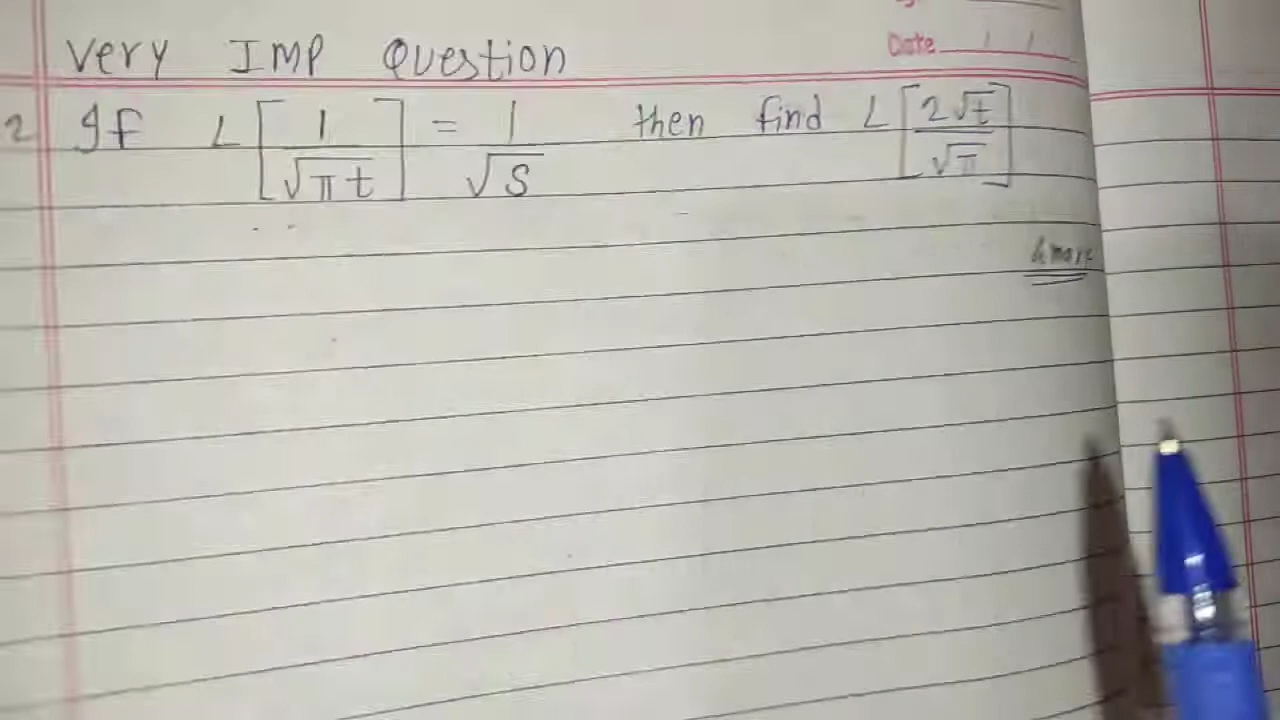 Date
Very IMP Question
2 If L[1/√πt] = 1/√S then find L[2√t/√π]